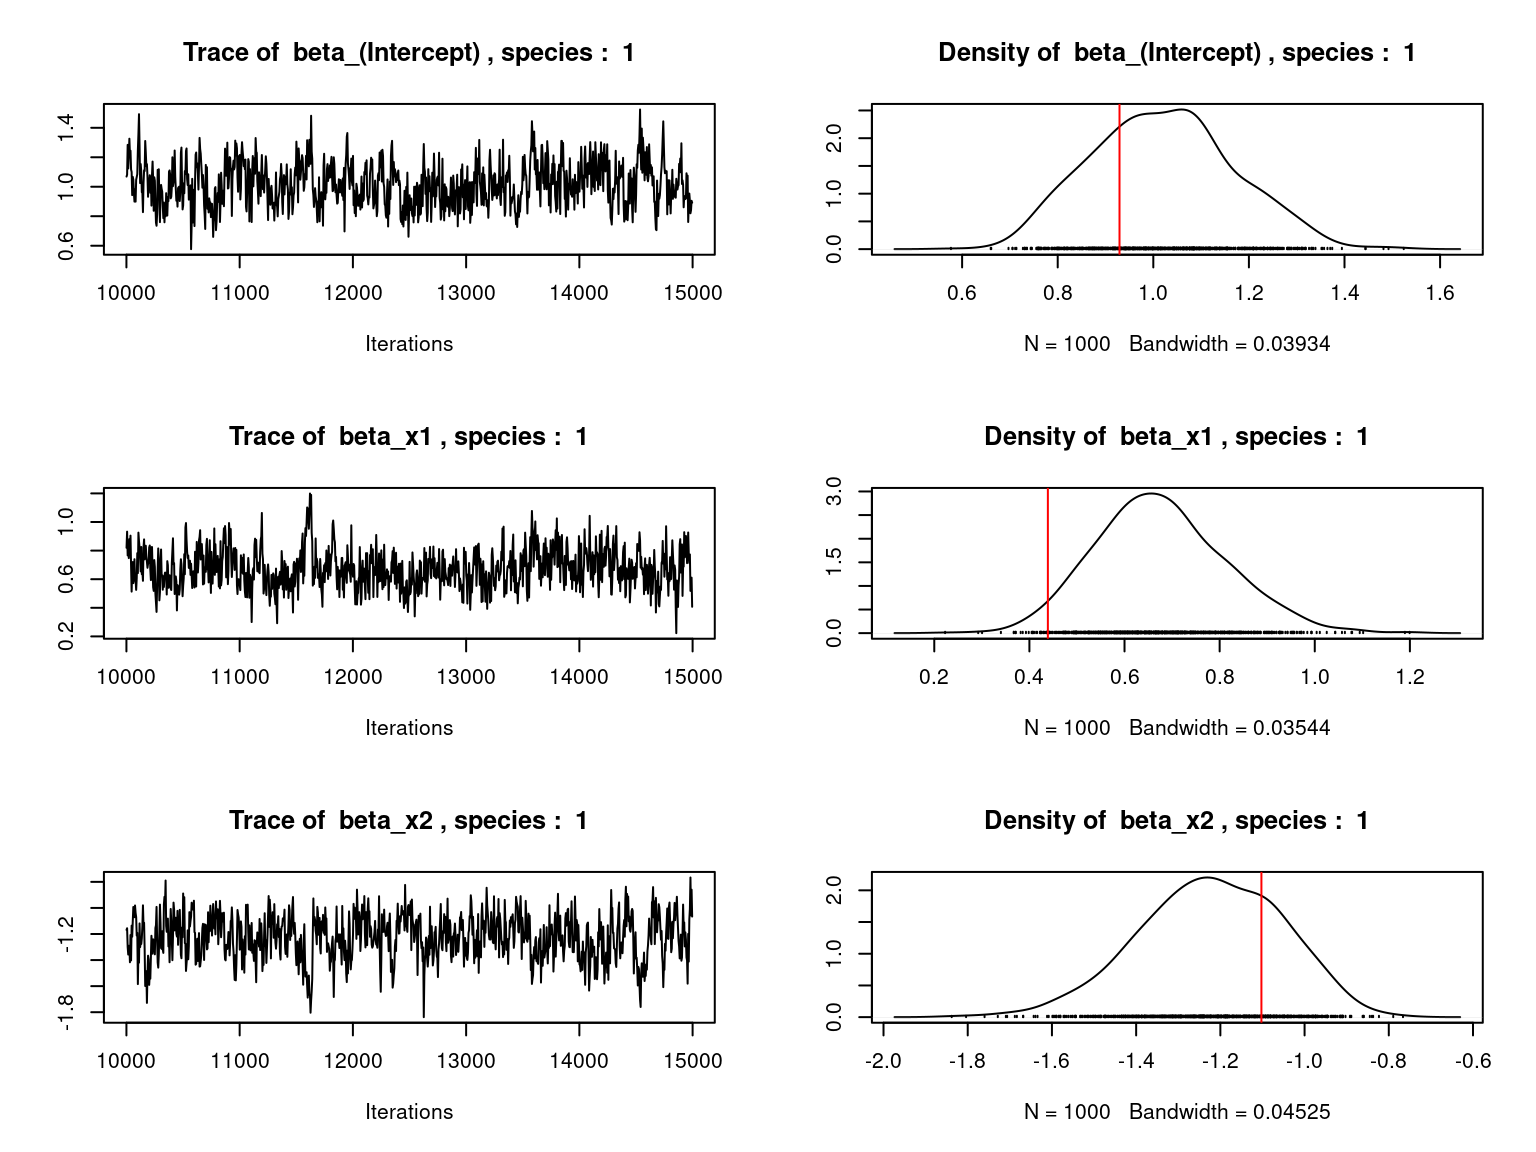 Trace of beta_(Intercept) , species : 1
Density of beta_(Intercept) , species : 1
0.6 1.0 1.4
0.0 1.0 2.0
10000 11000 12000 13000 14000 15000
0.6 0.8 1.0 1.2 1.4 1.6
Iterations
N = 1000 Bandwidth = 0.03934
Trace of beta_x1 , species : 1
Density of beta_x1 , species : 1
0.2 0.6 1.0
0.0 1.5 3.0
10000 11000 12000 13000 14000 15000
0.2 0.4 0.6 0.8 1.0 1.2
Iterations
N = 1000 Bandwidth = 0.03544
Trace of beta_x2 , species : 1
Density of beta_x2 , species : 1
-1.8 -1.2
0.0 1.0 2.0
10000 11000 12000 13000 14000 15000
-2.0 -1.8 -1.6 -1.4 -1.2 -1.0 -0.8 -0.6
Iterations
N = 1000 Bandwidth = 0.04525